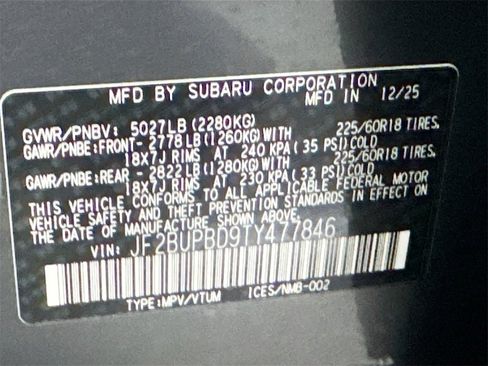 MFD BY SUBARU CORPORATION
MFD IN 12/25
GVWR/PNBV: 5027LB (2280KG)
GAWR/PNBE:FRONT- 2778LB(1260KG)WITH 225/60R18 TIRES,
18X7J RIMS AT 240 KPA(35 PSI)COLD
GAWR/PNBE:REAR - 2822LB(1280KG)WITH 225/60R18 TIRES,
18X7J RIMS AT 230 KPA(33 PSI)COLD
THIS VEHICLE CONFORMS TO ALL APPLICABLE FEDERAL MOTOR
VEHICLE SAFETY AND THEFT PREVENTION STANDARDS IN EFFECT
ON THE DATE OF MANUFACTURE SHOWN ABOVE.
VIN: JF2BUPBD9TY477846
TYPE:MPV/VTUM ICES/NMB-002